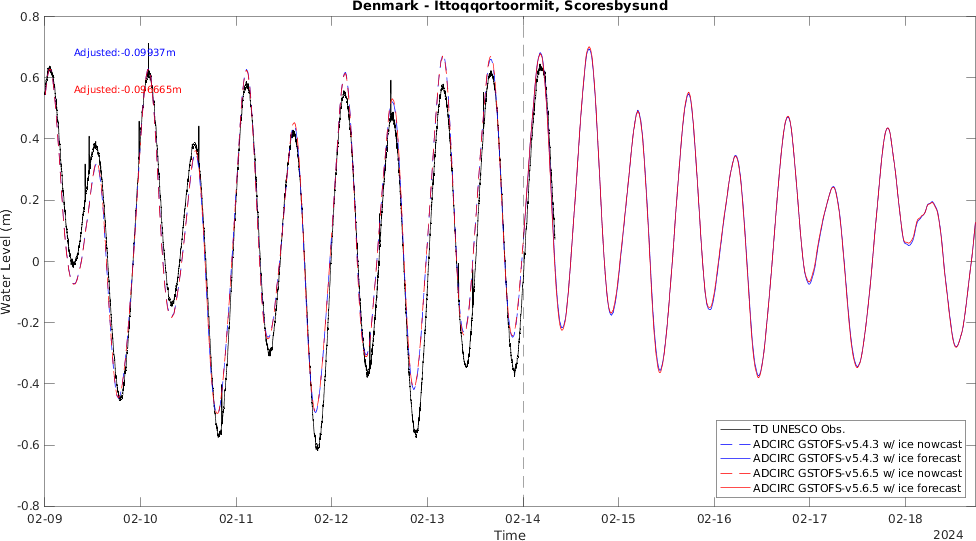 Denmark - Ittoqqortoormiit, Scoresbysund
Adjusted:-0.09937m
Adjusted:-0.096665m
Water Level (m)
0.8
0.6
0.4
0.2
0
-0.2
-0.4
-0.6
-0.8
TD UNESCO Obs.
ADCIRC GSTOFS-v5.4.3 w/ ice nowcast
ADCIRC GSTOFS-v5.4.3 w/ ice forecast
ADCIRC GSTOFS-v5.6.5 w/ ice nowcast
ADCIRC GSTOFS-v5.6.5 w/ ice forecast
02-09 02-10 02-11 02-12 02-13 02-14 02-15 02-16 02-17 02-18
Time
2024